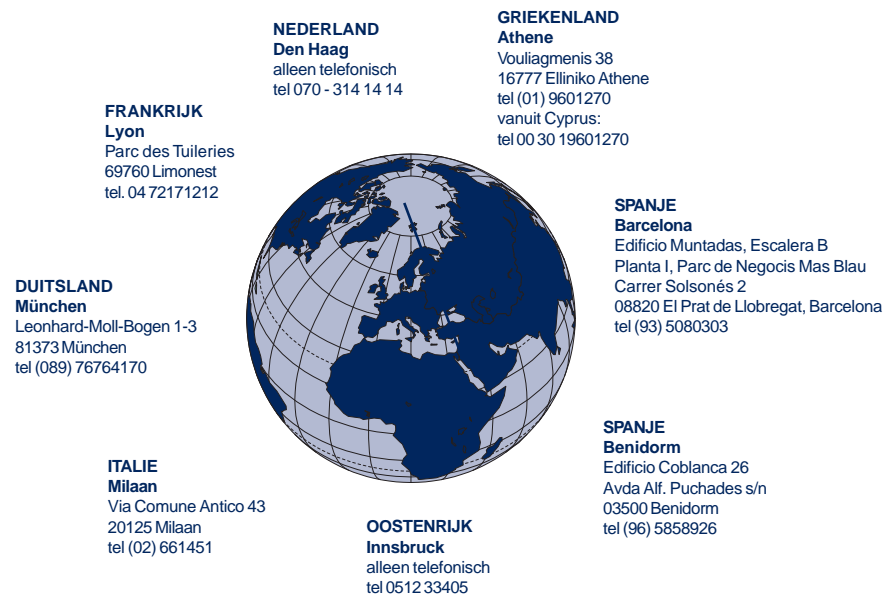 NEDERLAND
Den Haag
alleen telefonisch
tel 070 - 314 14 14
GRIEKENLAND
Athene
Vouliagmenis 38
16777 Elliniko Athene
tel (01) 9601270
vanuit Cyprus:
tel 00 30 19601270
FRANKRIJK
Lyon
Parc des Tuileries
69760 Limonest
tel. 04 72171212
SPANJE
Barcelona
Edificio Muntadas, Escalera B
Planta I, Parc de Negocis Mas Blau
Carrer Solsonés 2
08820 El Prat de Llobregat, Barcelona
tel (93) 5080303
DUITSLAND
München
Leonhard-Moll-Bogen 1-3
81373 München
tel (089) 76764170
SPANJE
Benidorm
Edificio Coblanca 26
Avda Alf. Puchades s/n
03500 Benidorm
tel (96) 5858926
ITALIE
Milaan
Via Comune Antico 43
20125 Milaan
tel (02) 661451
OOSTENRIJK
Innsbruck
alleen telefonisch
tel 0512 33405